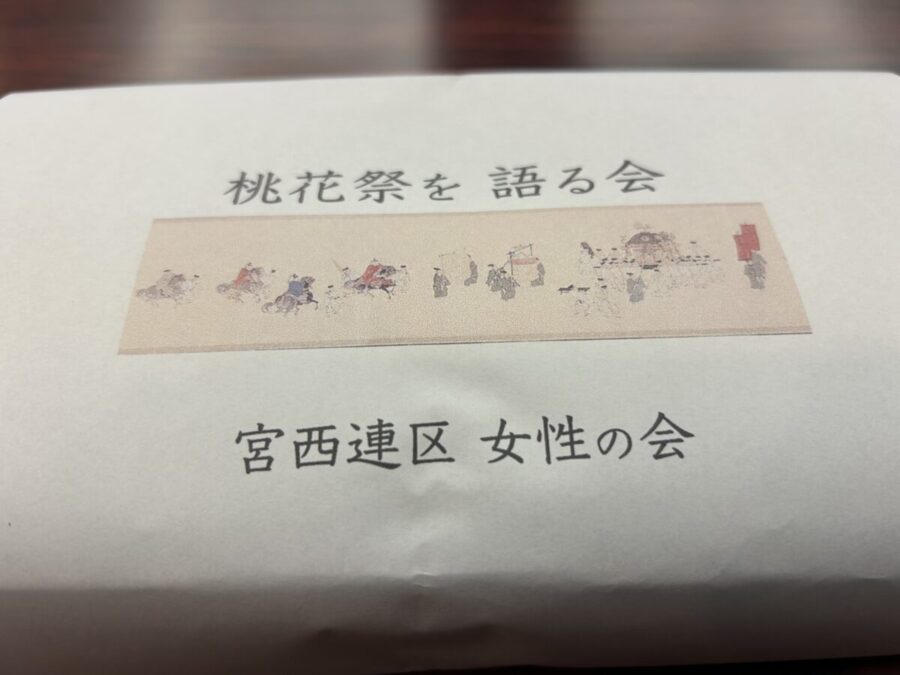 桃花祭を 語る会
宮西連区 女性の会